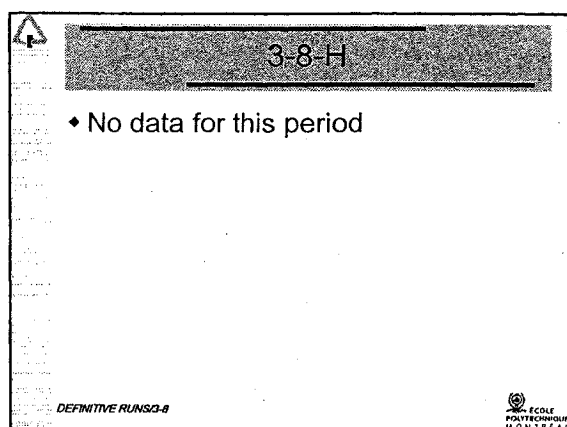 3-8-H
◆ No data for this period
DEFINITIVE RUNS/3-8
ÉCOLE
POLYTECHNIQUE
MONTRÉAL